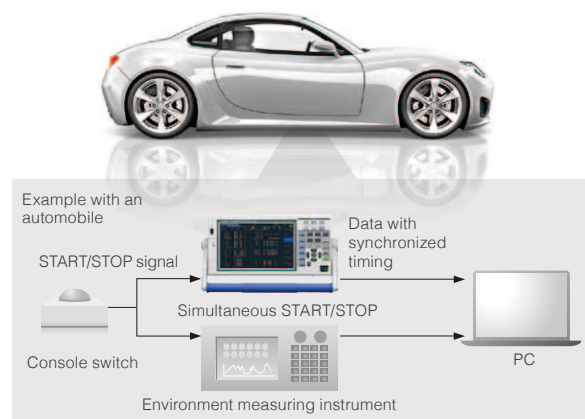 Example with an
automobile
Data with
synchronized
timing
START/STOP signal
Simultaneous START/STOP
Console switch
PC
Environment measuring instrument